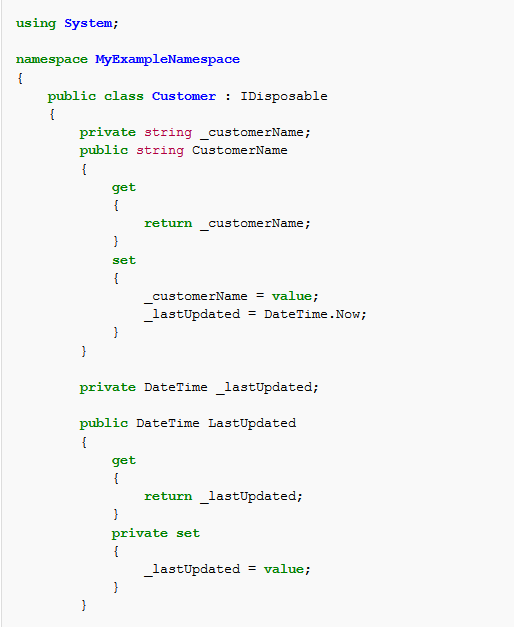 using System;
namespace MyExampleNamespace
{
public class Customer : IDisposable
{
private string _customerName;
public string CustomerName
{
get
{
return _customerName;
}
set
{
_customerName = value;
_lastUpdated = DateTime.Now;
}
}
private DateTime _lastUpdated;
public DateTime LastUpdated
{
get
{
return _lastUpdated;
}
private set
{
_lastUpdated = value;
}
}